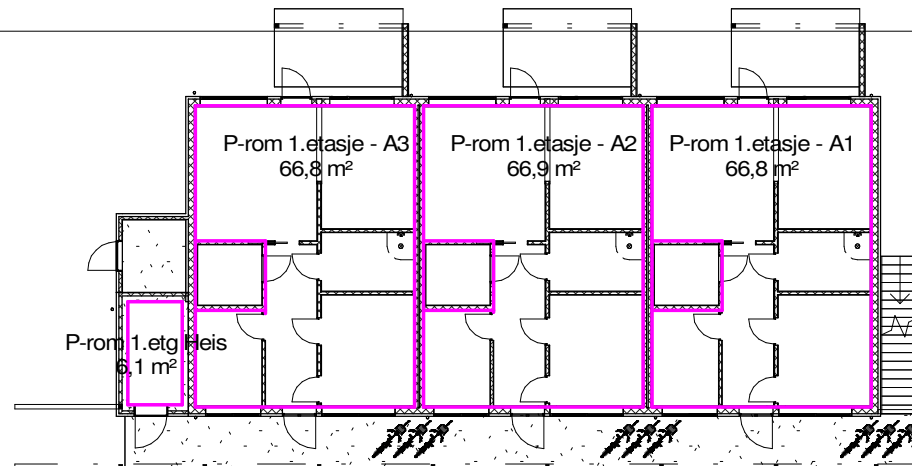 P-rom 1.etasje - A3
66,8 m²
P-rom 1.etasje - A2
66,9 m²
P-rom 1.etasje - A1
66,8 m²
P-rom 1.etg Heis
6,1 m²